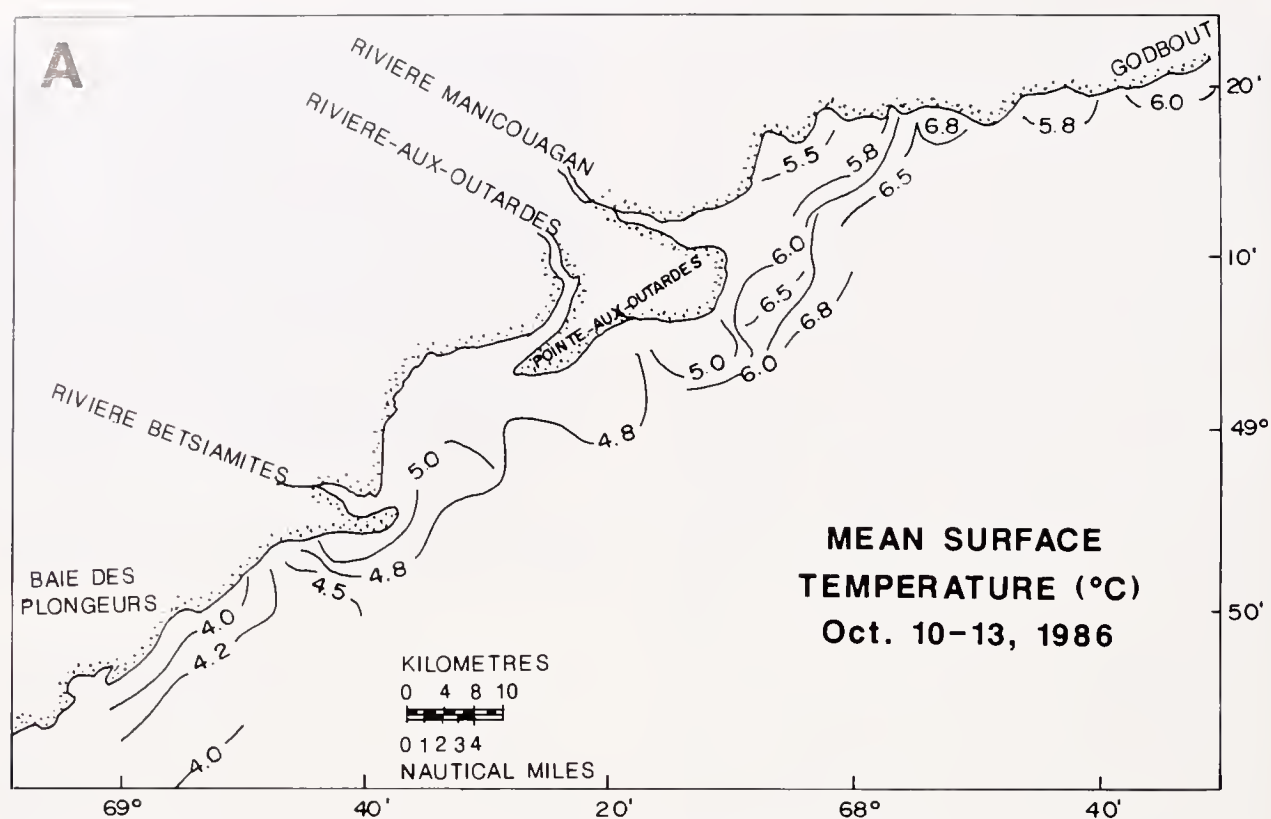 A
RIVIERE MANICOUAGAN
RIVIERE-AUX-OUTARDES
RIVIERE BETSIAMITES
BAIE DES
PLONGEURS
POINTE-AUX-OUTARDES
GODBOUT
6.0
5.8
6.8
5.8
5.5
6.5
6.0
6.5
6.8
5.0
6.0
4.8
5.0
4.8
4.5
4.0
4.2
4.0
20'
10'
49°
50'
MEAN SURFACE
TEMPERATURE (°C)
Oct. 10-13, 1986
KILOMETRES
0 4 8 10
0 1 2 3 4
NAUTICAL MILES
69° 40' 20' 68° 40'